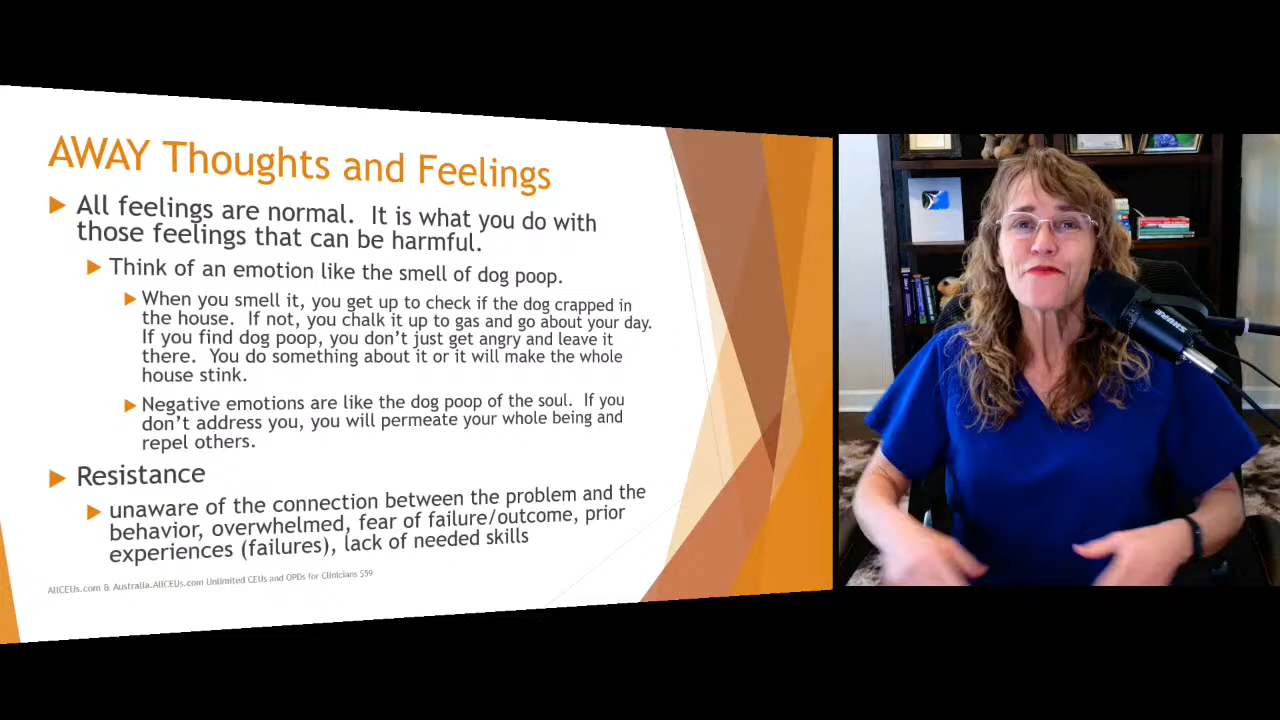 AWAY Thoughts and Feelings
All feelings are normal. It is what you do with
those feelings that can be harmful.
Think of an emotion like the smell of dog poop.
When you smell it, you get up to check if the dog crapped in
the house. If not, you chalk it up to gas and go about your day.
If you find dog poop, you don't just get angry and leave it
there. You do something about it or it will make the whole
house stink.
Negative emotions are like the dog poop of the soul. If you
don't address you, you will permeate your whole being and
repel others.
Resistance
unaware of the connection between the problem and the
behavior, overwhelmed, fear of failure/outcome, prior
experiences (failures), lack of needed skills
AllCEUs.com & Australia.AllCEUs.com Unlimited CEUs and OPDs for Clinicians $59
SHURE